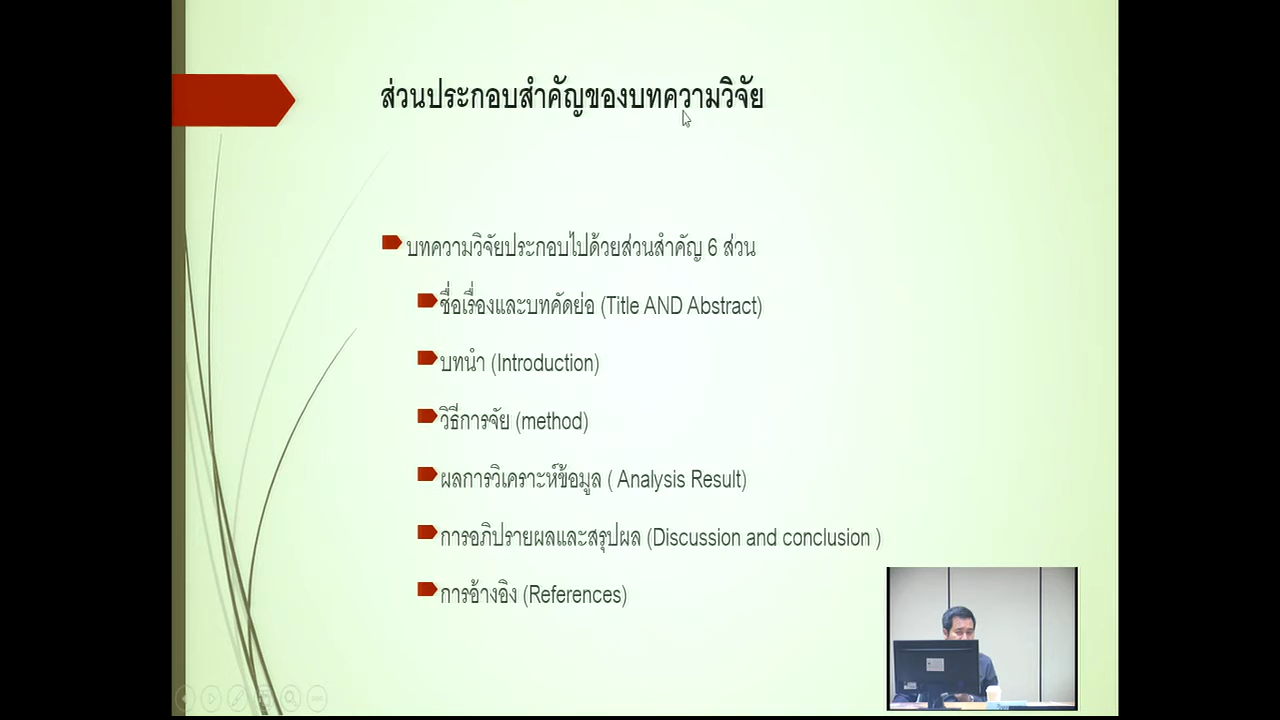 ส่วนประกอบสำคัญของบทความวิจัย
บทความวิจัยประกอบไปด้วยส่วนสำคัญ 6 ส่วน
ชื่อเรื่องและบทคัดย่อ (Title AND Abstract)
บทนำ (Introduction)
วิธีการจัย (method)
ผลการวิเคราะห์ข้อมูล ( Analysis Result)
การอภิปรายผลและสรุปผล (Discussion and conclusion )
การอ้างอิง (References)